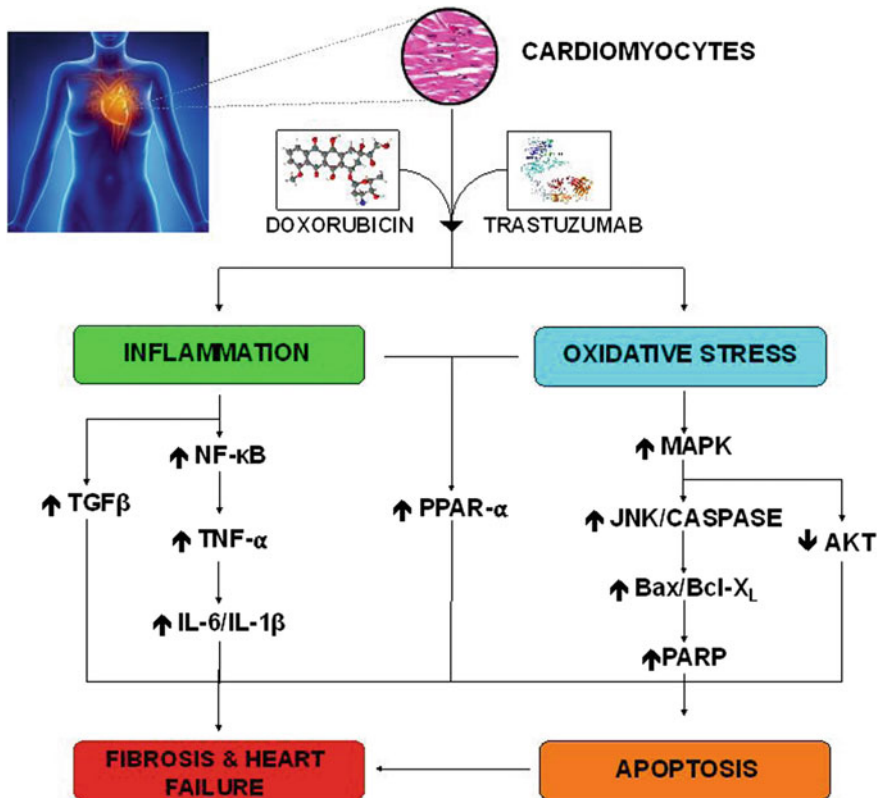 CARDIOMYOCYTES
DOXORUBICIN
TRASTUZUMAB
INFLAMMATION
OXIDATIVE STRESS
↑ NF-κB
↑ MAPK
↑ TGFβ
↑ PPAR-α
↑ JNK/CASPASE
↓ AKT
↑ TNF-α
↑ Bax/Bcl-XL
↑ IL-6/IL-1β
↑PARP
FIBROSIS & HEART
FAILURE
APOPTOSIS